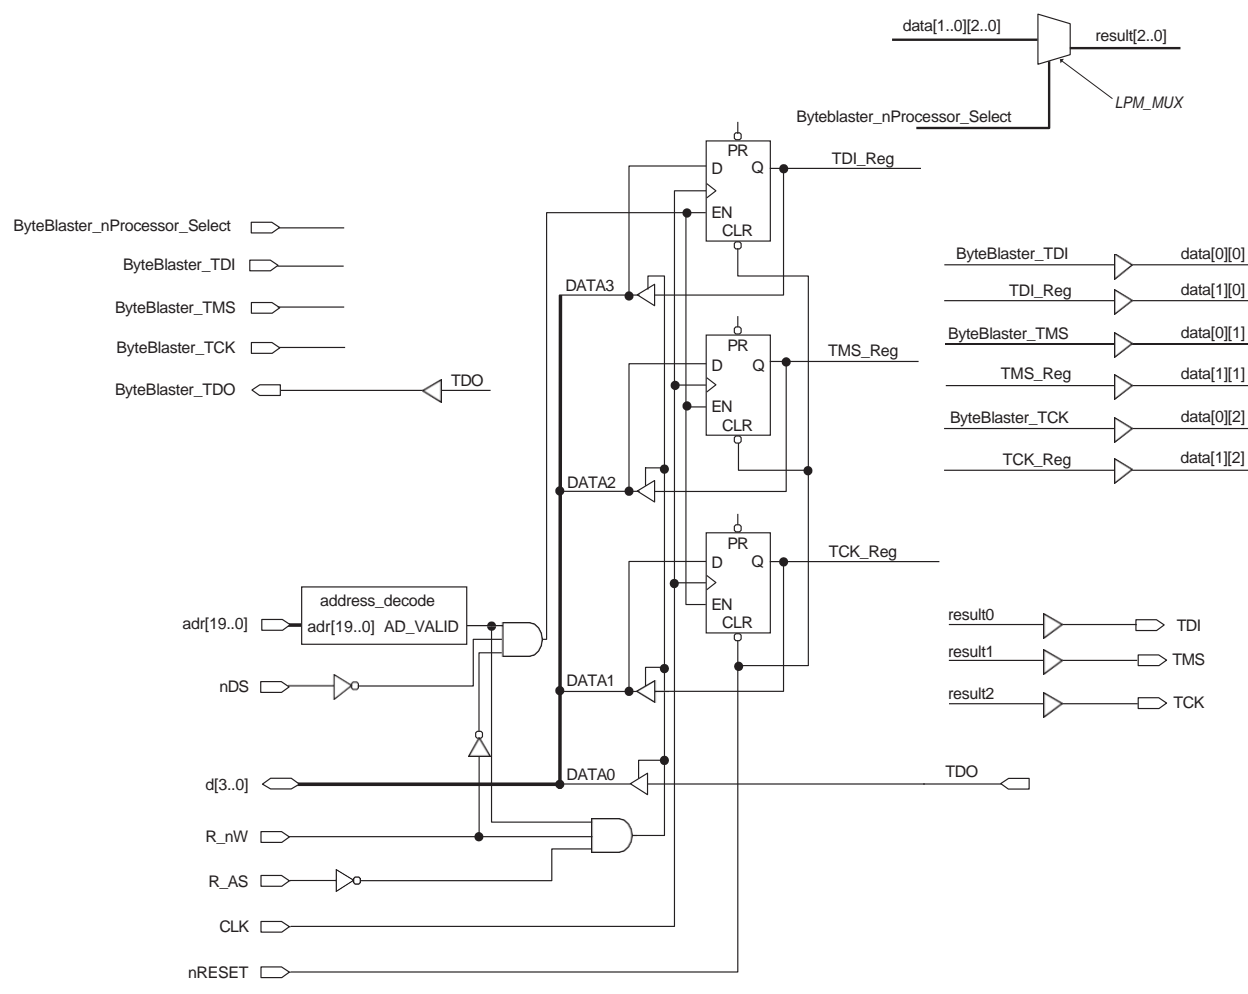 data[1..0][2..0]
result[2..0]
LPM_MUX
Byteblaster_nProcessor_Select
PR
D
Q
TDI_Reg
EN
CLR
ByteBlaster_nProcessor_Select
ByteBlaster_TDI
ByteBlaster_TMS
ByteBlaster_TCK
ByteBlaster_TDO
TDO
DATA3
PR
D
Q
TMS_Reg
EN
CLR
DATA2
ByteBlaster_TDI
data[0][0]
TDI_Reg
data[1][0]
ByteBlaster_TMS
data[0][1]
TMS_Reg
data[1][1]
ByteBlaster_TCK
data[0][2]
TCK_Reg
data[1][2]
PR
D
Q
TCK_Reg
EN
CLR
DATA1
address_decode
adr[19..0]
adr[19..0] AD_VALID
nDS
d[3..0]
DATA0
TDO
R_nW
R_AS
CLK
nRESET
result0
TDI
result1
TMS
result2
TCK